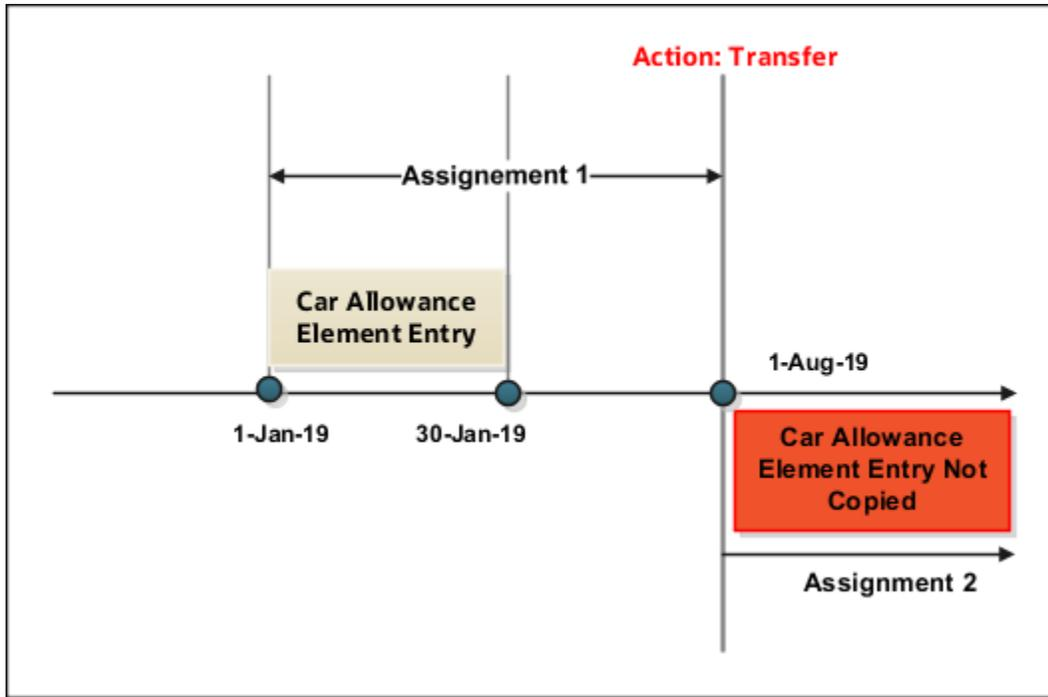 Action: Transfer
Assignement 1
Car Allowance
Element Entry
1-Aug-19
1-Jan-19
30-Jan-19
Car Allowance
Element Entry Not
Copied
Assignment 2